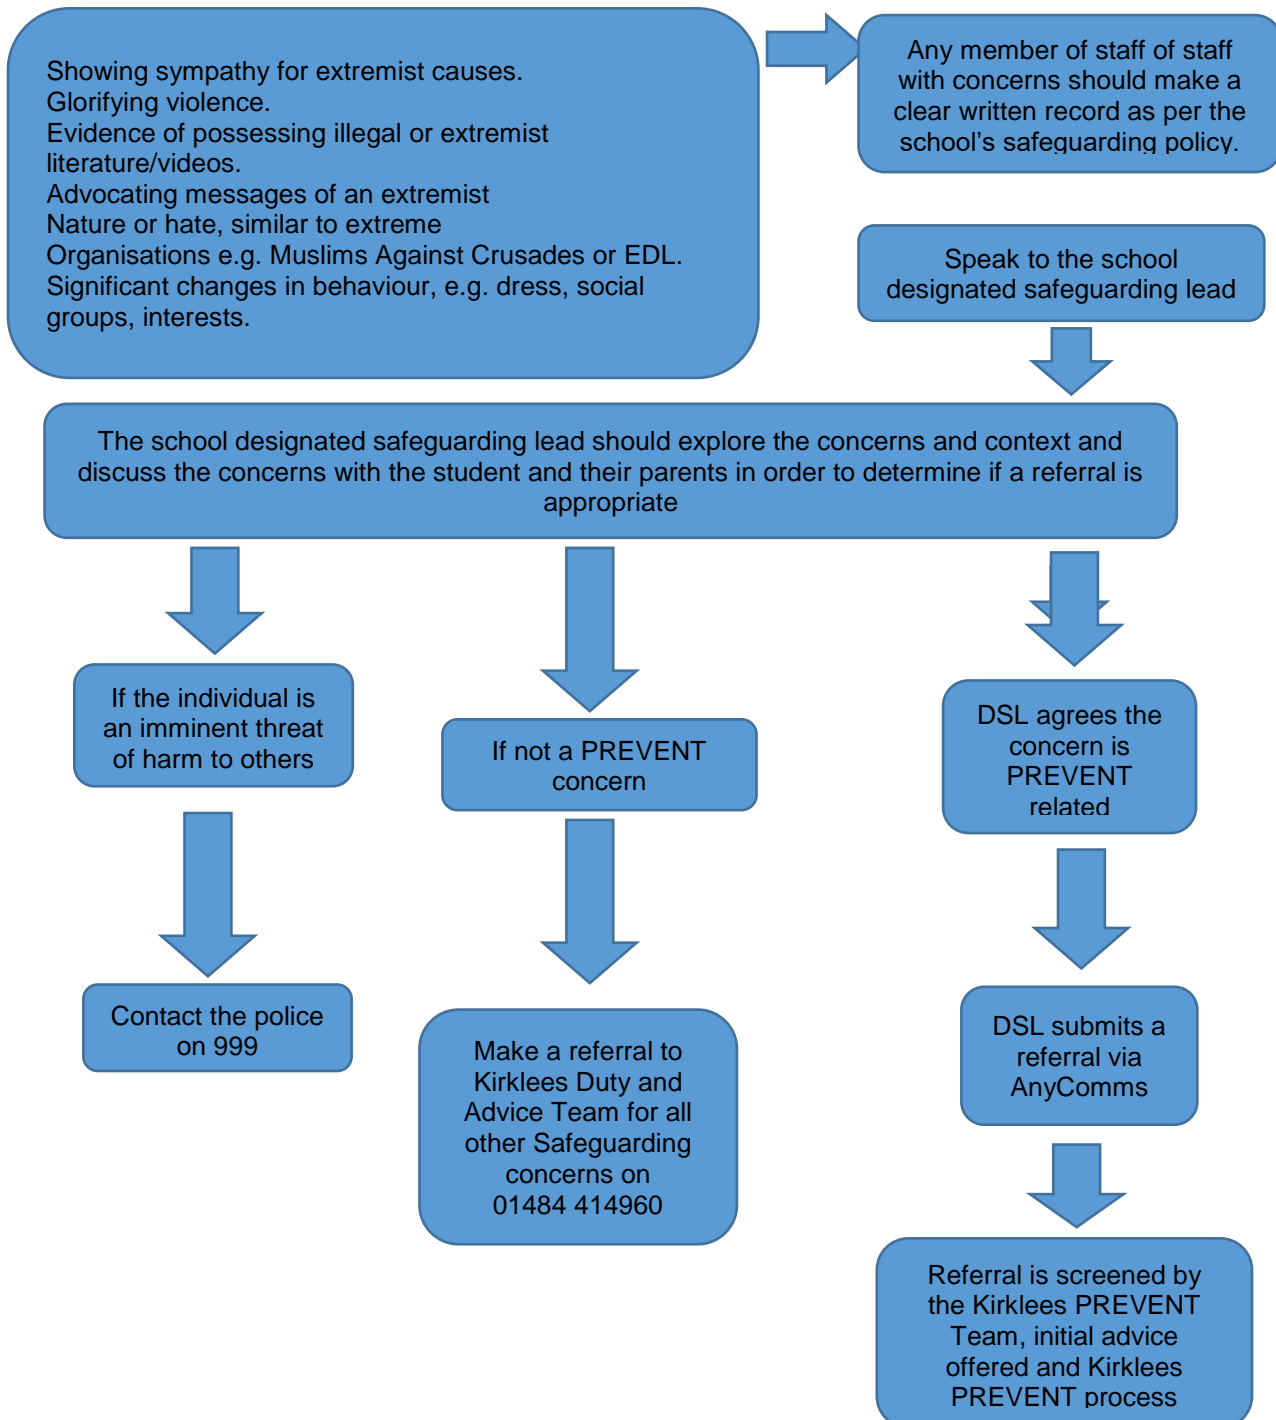 Showing sympathy for extremist causes.
Glorifying violence.
Evidence of possessing illegal or extremist
literature/videos.
Advocating messages of an extremist
Nature or hate, similar to extreme
Organisations e.g. Muslims Against Crusades or EDL.
Significant changes in behaviour, e.g. dress, social
groups, interests.
Any member of staff of staff
with concerns should make a
clear written record as per the
school’s safeguarding policy.
Speak to the school
designated safeguarding lead
The school designated safeguarding lead should explore the concerns and context and
discuss the concerns with the student and their parents in order to determine if a referral is
appropriate
If the individual is
an imminent threat
of harm to others
Contact the police
on 999
If not a PREVENT
concern
Make a referral to
Kirklees Duty and
Advice Team for all
other Safeguarding
concerns on
01484 414960
DSL agrees the
concern is
PREVENT
related
DSL submits a
referral via
AnyComms
Referral is screened by
the Kirklees PREVENT
Team, initial advice
offered and Kirklees
PREVENT process